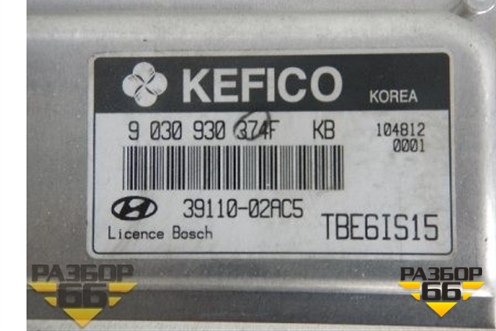 KEFICO KOREA
9 030 930 374F KB 104812
0001
39110-02AC5
Licence Bosch TBE6IS15
РАЗБОР
66
РАЗБОР
66